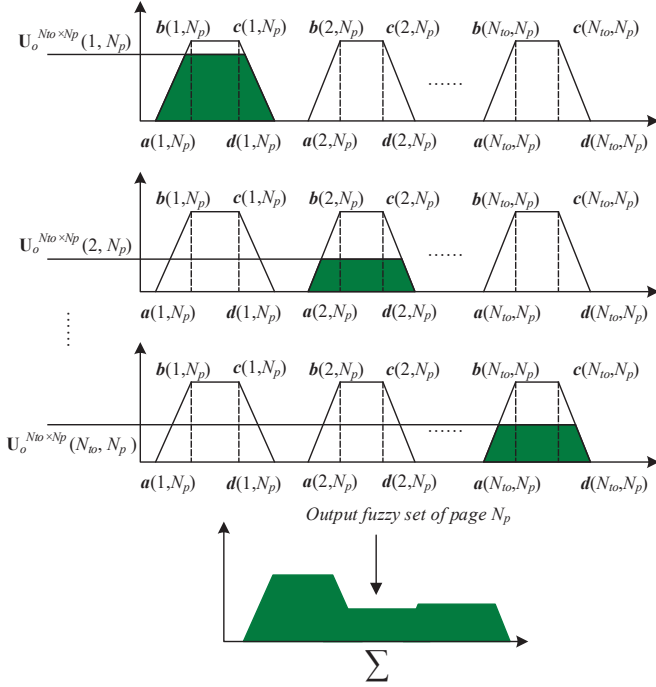 b(1,Np) c(1,Np) b(2,Np) c(2,Np) b(Nto,Np) c(Nto,Np)
Uo^Nto×Np(1, Np)
......
a(1,Np) d(1,Np) a(2,Np) d(2,Np) a(Nto,Np) d(Nto,Np)
b(1,Np) c(1,Np) b(2,Np) c(2,Np) b(Nto,Np) c(Nto,Np)
Uo^Nto×Np(2, Np)
......
a(1,Np) d(1,Np) a(2,Np) d(2,Np) a(Nto,Np) d(Nto,Np)
......
b(1,Np) c(1,Np) b(2,Np) c(2,Np) b(Nto,Np) c(Nto,Np)
......
Uo^Nto×Np(Nto, Np)
a(1,Np) d(1,Np) a(2,Np) d(2,Np) a(Nto,Np) d(Nto,Np)
Output fuzzy set of page Np
∑